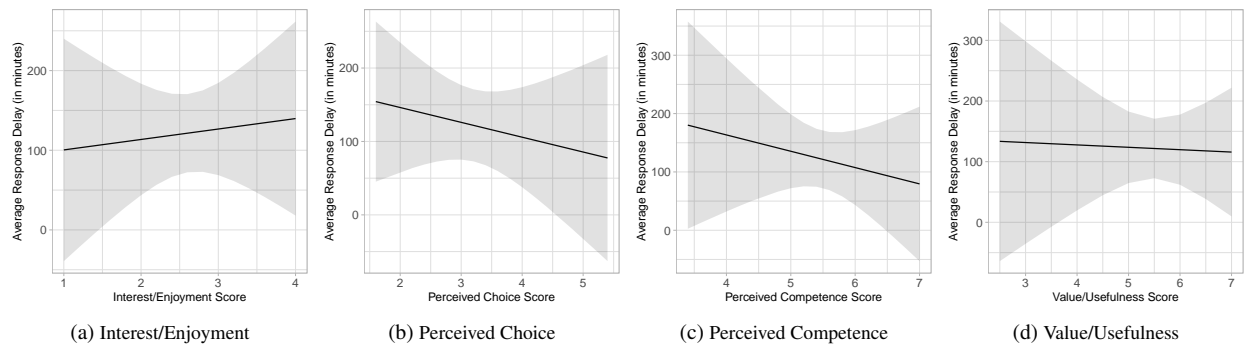 Average Response Delay (in minutes)
200
100
0
1 2 3 4
Interest/Enjoyment Score
(a) Interest/Enjoyment
Average Response Delay (in minutes)
200
100
0
2 3 4 5
Perceived Choice Score
(b) Perceived Choice
Average Response Delay (in minutes)
300
200
100
0
4 5 6 7
Perceived Competence Score
(c) Perceived Competence
Average Response Delay (in minutes)
300
200
100
0
3 4 5 6 7
Value/Usefulness Score
(d) Value/Usefulness